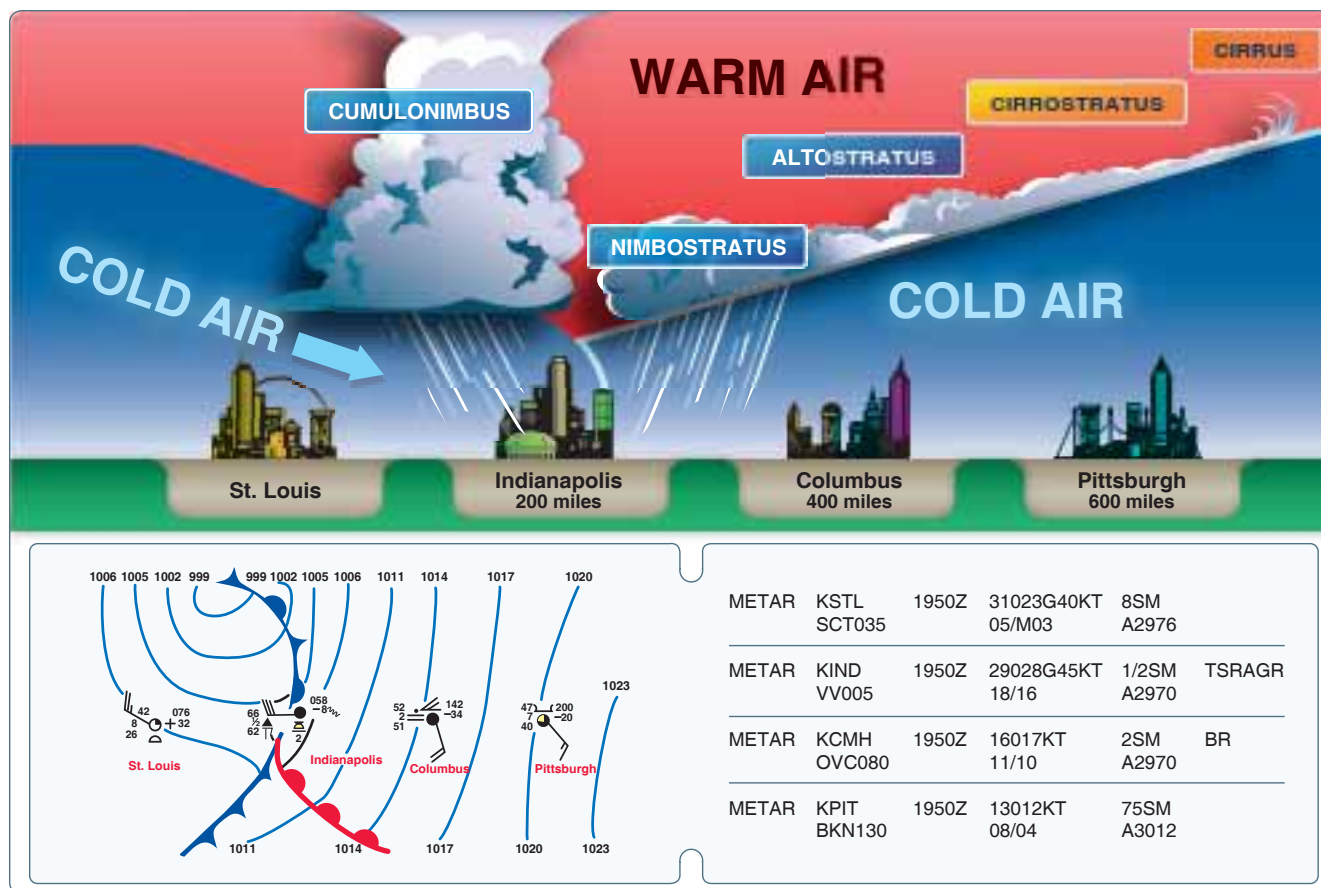 CIRRUS
WARM AIR
CIRROSTRATUS
CUMULONIMBUS
ALTOSTRATUS
NIMBOSTRATUS
COLD AIR
COLD AIR
St. Louis
Indianapolis
200 miles
Columbus
400 miles
Pittsburgh
600 miles
1006 1005 1002 999 999 1002 1005 1006 1011 1014 1017 1020
1023
42 076
8 32
26
St. Louis
66 058
½ -8
62 2
Indianapolis
52 142
2 -34
51
Columbus
47 200
7 -20
40
Pittsburgh
1011 1014 1017 1020 1023
METAR KSTL 1950Z 31023G40KT 8SM
SCT035 05/M03 A2976
METAR KIND 1950Z 29028G45KT 1/2SM TSRAGR
VV005 18/16 A2970
METAR KCMH 1950Z 16017KT 2SM BR
OVC080 11/10 A2970
METAR KPIT 1950Z 13012KT 75SM
BKN130 08/04 A3012